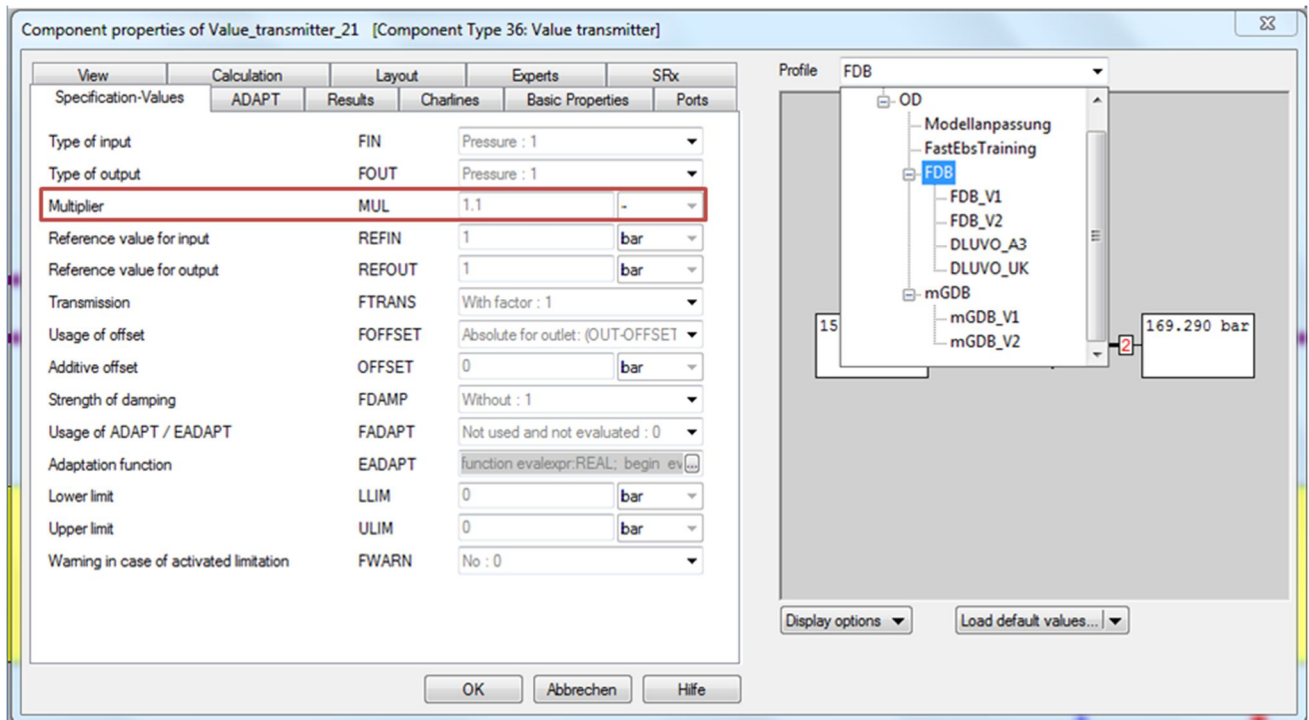 Component properties of Value_transmitter_21 [Component Type 36: Value transmitter]
View Calculation Layout Experts SRx
Specification-Values ADAPT Results Charlines Basic Properties Ports
Type of input FIN Pressure : 1
Type of output FOUT Pressure : 1
Multiplier MUL 1.1 -
Reference value for input REFIN 1 bar
Reference value for output REFOUT 1 bar
Transmission FTRANS With factor : 1
Usage of offset FOFFSET Absolute for outlet: (OUT-OFFSET
Additive offset OFFSET 0 bar
Strength of damping FDAMP Without : 1
Usage of ADAPT / EADAPT FADAPT Not used and not evaluated : 0
Adaptation function EADAPT function evalexpr:REAL; begin ev ...
Lower limit LLIM 0 bar
Upper limit ULIM 0 bar
Warning in case of activated limitation FWARN No : 0
OK Abbrechen Hilfe
Profile FDB
OD
Modellanpassung
FastEbsTraining
FDB
FDB_V1
FDB_V2
DLUVO_A3
DLUVO_UK
mGDB
mGDB_V1
mGDB_V2
15 2 169.290 bar
Display options Load default values...